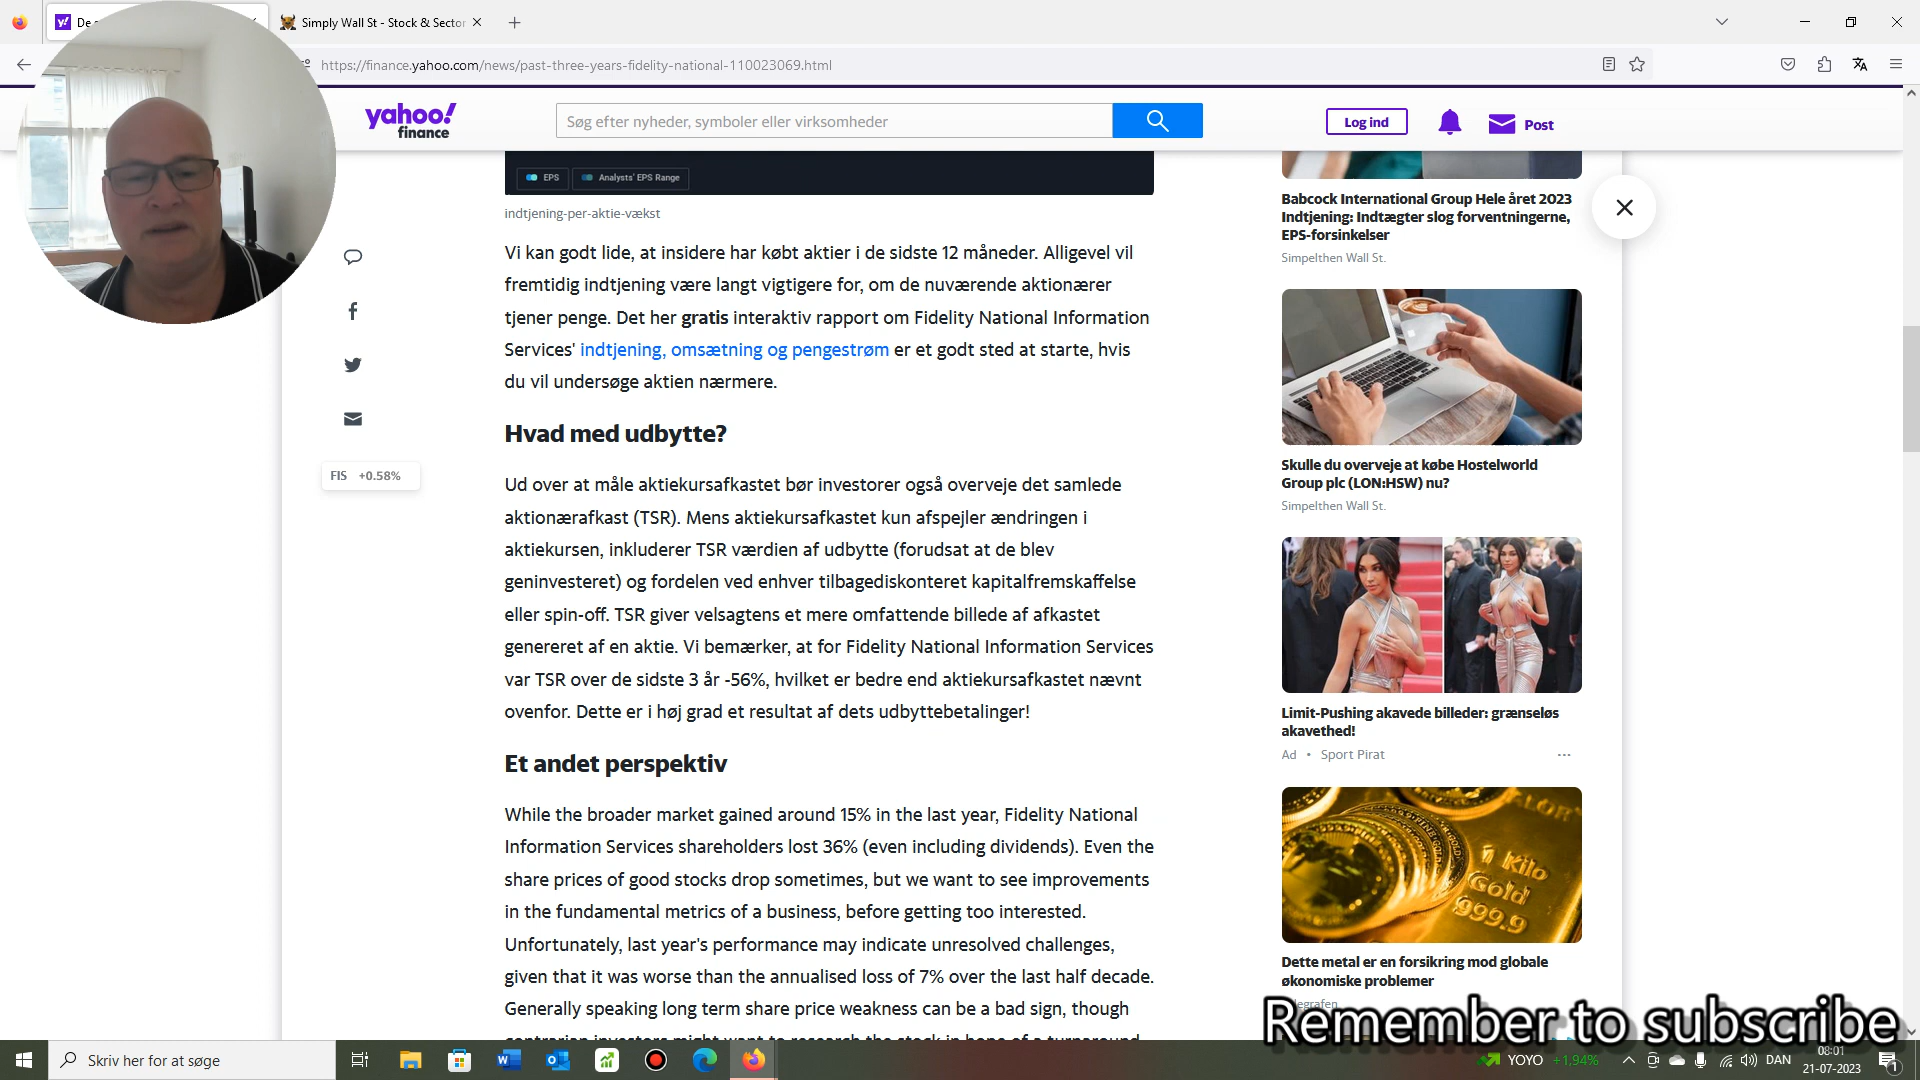 De
Simply Wall St - Stock & Sector
https://finance.yahoo.com/news/past-three-years-fidelity-national-110023069.html
yahoo!
finance
Søg efter nyheder, symboler eller virksomheder
Log ind
Post
EPS
Analysts' EPS Range
indtjening-per-aktie-vækst
Vi kan godt lide, at insidere har købt aktier i de sidste 12 måneder. Alligevel vil
fremtidig indtjening være langt vigtigere for, om de nuværende aktionærer
tjener penge. Det her gratis interaktiv rapport om Fidelity National Information
Services' indtjening, omsætning og pengestrøm er et godt sted at starte, hvis
du vil undersøge aktien nærmere.
FIS +0.58%
Hvad med udbytte?
Ud over at måle aktiekursafkastet bør investorer også overveje det samlede
aktionærafkast (TSR). Mens aktiekursafkastet kun afspejler ændringen i
aktiekursen, inkluderer TSR værdien af udbytte (forudsat at de blev
geninvesteret) og fordelen ved enhver tilbagediskonteret kapitalfremskaffelse
eller spin-off. TSR giver velsagtens et mere omfattende billede af afkastet
genereret af en aktie. Vi bemærker, at for Fidelity National Information Services
var TSR over de sidste 3 år -56%, hvilket er bedre end aktiekursafkastet nævnt
ovenfor. Dette er i høj grad et resultat af dets udbyttebetalinger!
Et andet perspektiv
While the broader market gained around 15% in the last year, Fidelity National
Information Services shareholders lost 36% (even including dividends). Even the
share prices of good stocks drop sometimes, but we want to see improvements
in the fundamental metrics of a business, before getting too interested.
Unfortunately, last year's performance may indicate unresolved challenges,
given that it was worse than the annualised loss of 7% over the last half decade.
Generally speaking long term share price weakness can be a bad sign, though
contrarian investors might want to research the stock in hope of a turnaround
Babcock International Group Hele året 2023
Indtjening: Indtægter slog forventningerne,
EPS-forsinkelser
Simpelthen Wall St.
Skulle du overveje at købe Hostelworld
Group plc (LON:HSW) nu?
Simpelthen Wall St.
Limit-Pushing akavede billeder: grænseløs
akavethed!
Ad • Sport Pirat
1 Kilo
Gold
999.9
Dette metal er en forsikring mod globale
økonomiske problemer
Remember to subscribe
Skriv her for at søge
YOYO +1,94%
DAN
08:01
21-07-2023
1